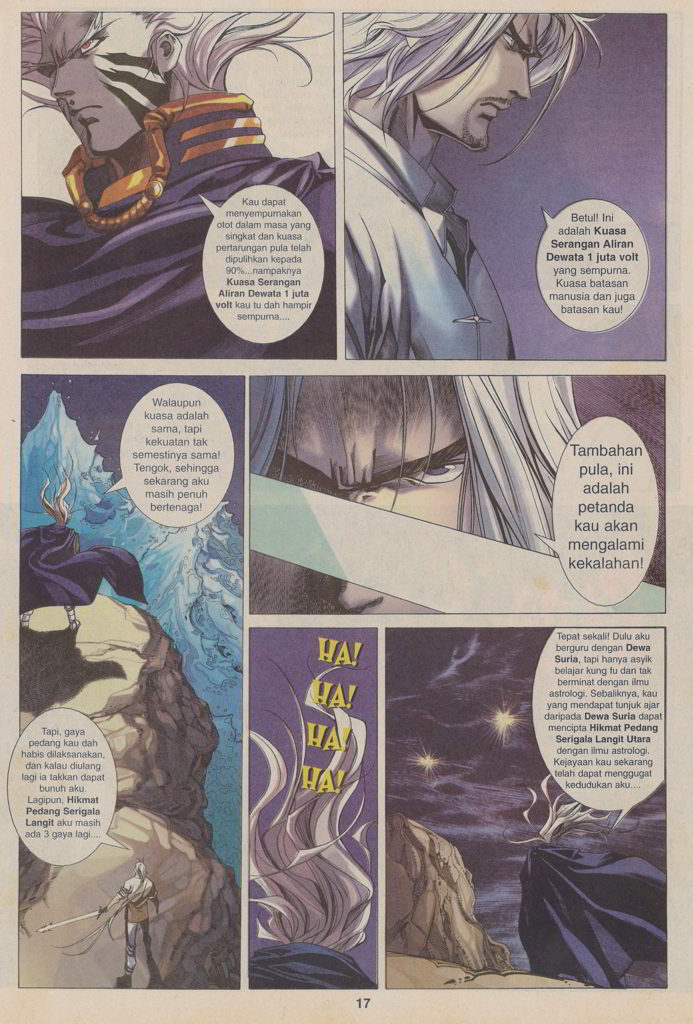 Kau dapat
menyempurnakan
otot dalam masa yang
singkat dan kuasa
pertarungan pula telah
dipulihkan kepada
90%...nampaknya
Kuasa Serangan
Aliran Dewata 1 juta
volt kau tu dah hampir
sempurna....
Betul! Ini
adalah Kuasa
Serangan Aliran
Dewata 1 juta volt
yang sempurna.
Kuasa batasan
manusia dan juga
batasan kau!
Walaupun
kuasa adalah
sama, tapi
kekuatan tak
semestinya sama!
Tengok, sehingga
sekarang aku
masih penuh
bertenaga!
Tambahan
pula, ini
adalah
petanda
kau akan
mengalami
kekalahan!
Tapi, gaya
pedang kau dah
habis dilaksanakan,
dan kalau diulang
lagi ia takkan dapat
bunuh aku.
Lagipun, Hikmat
Pedang Serigala
Langit aku masih
ada 3 gaya lagi....
HA!
HA!
HA!
HA!
Tepat sekali! Dulu aku
berguru dengan Dewa
Suria, tapi hanya asyik
belajar kung fu dan tak
berminat dengan ilmu
astrologi. Sebaliknya, kau
yang mendapat tunjuk ajar
daripada Dewa Suria dapat
mencipta Hikmat Pedang
Serigala Langit Utara
dengan ilmu astrologi.
Kejayaan kau sekarang
telah dapat menggugat
kedudukan aku....
17